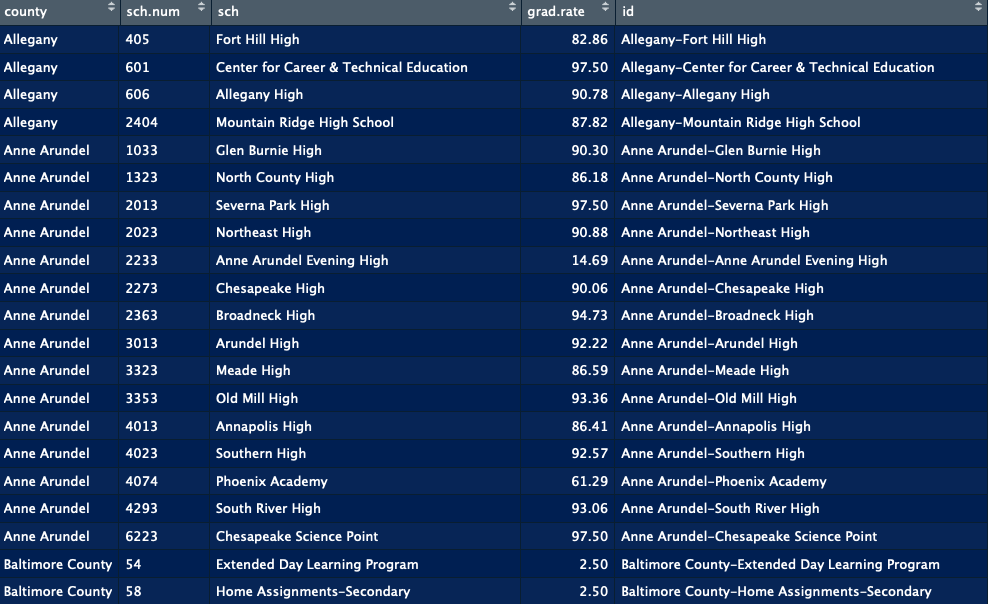 county sch.num sch grad.rate id
Allegany 405 Fort Hill High 82.86 Allegany-Fort Hill High
Allegany 601 Center for Career & Technical Education 97.50 Allegany-Center for Career & Technical Education
Allegany 606 Allegany High 90.78 Allegany-Allegany High
Allegany 2404 Mountain Ridge High School 87.82 Allegany-Mountain Ridge High School
Anne Arundel 1033 Glen Burnie High 90.30 Anne Arundel-Glen Burnie High
Anne Arundel 1323 North County High 86.18 Anne Arundel-North County High
Anne Arundel 2013 Severna Park High 97.50 Anne Arundel-Severna Park High
Anne Arundel 2023 Northeast High 90.88 Anne Arundel-Northeast High
Anne Arundel 2233 Anne Arundel Evening High 14.69 Anne Arundel-Anne Arundel Evening High
Anne Arundel 2273 Chesapeake High 90.06 Anne Arundel-Chesapeake High
Anne Arundel 2363 Broadneck High 94.73 Anne Arundel-Broadneck High
Anne Arundel 3013 Arundel High 92.22 Anne Arundel-Arundel High
Anne Arundel 3323 Meade High 86.59 Anne Arundel-Meade High
Anne Arundel 3353 Old Mill High 93.36 Anne Arundel-Old Mill High
Anne Arundel 4013 Annapolis High 86.41 Anne Arundel-Annapolis High
Anne Arundel 4023 Southern High 92.57 Anne Arundel-Southern High
Anne Arundel 4074 Phoenix Academy 61.29 Anne Arundel-Phoenix Academy
Anne Arundel 4293 South River High 93.06 Anne Arundel-South River High
Anne Arundel 6223 Chesapeake Science Point 97.50 Anne Arundel-Chesapeake Science Point
Baltimore County 54 Extended Day Learning Program 2.50 Baltimore County-Extended Day Learning Program
Baltimore County 58 Home Assignments-Secondary 2.50 Baltimore County-Home Assignments-Secondary